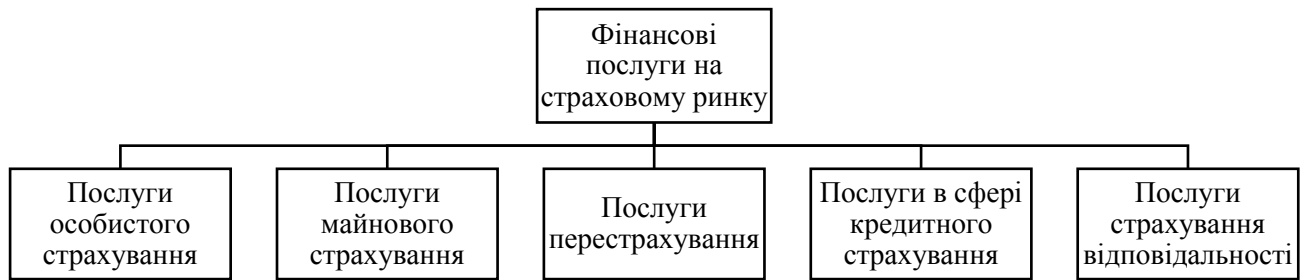 Фінансові
послуги на
страховому ринку
Послуги
особистого
страхування
Послуги
майнового
страхування
Послуги
перестрахування
Послуги в сфері
кредитного
страхування
Послуги
страхування
відповідальності